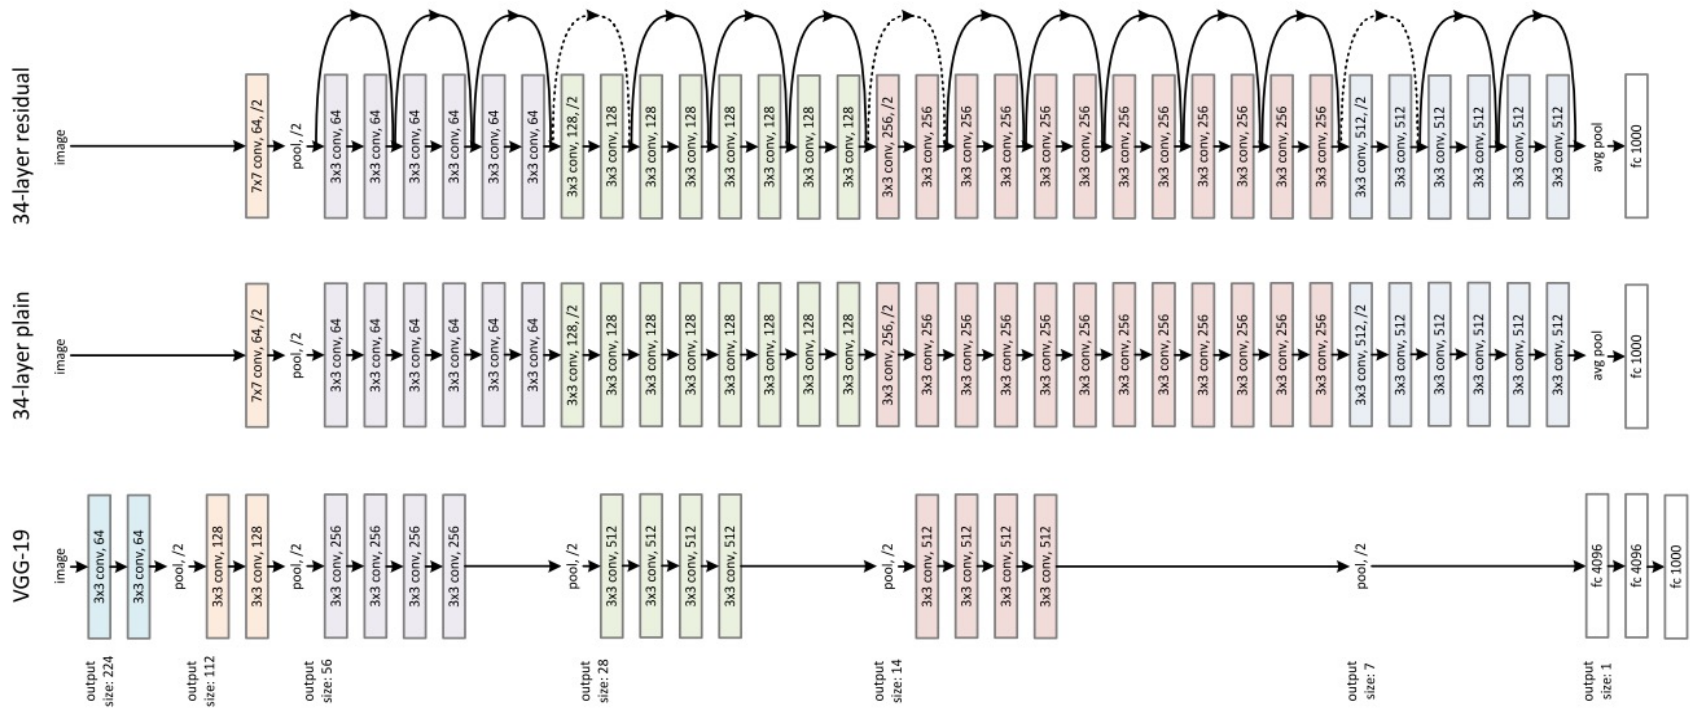 34-layer residual
image
7x7 conv, 64, /2
pool, /2
3x3 conv, 64
3x3 conv, 64
3x3 conv, 64
3x3 conv, 64
3x3 conv, 64
3x3 conv, 64
3x3 conv, 128, /2
3x3 conv, 128
3x3 conv, 128
3x3 conv, 128
3x3 conv, 128
3x3 conv, 128
3x3 conv, 128
3x3 conv, 128
3x3 conv, 256, /2
3x3 conv, 256
3x3 conv, 256
3x3 conv, 256
3x3 conv, 256
3x3 conv, 256
3x3 conv, 256
3x3 conv, 256
3x3 conv, 256
3x3 conv, 256
3x3 conv, 256
3x3 conv, 256
3x3 conv, 512, /2
3x3 conv, 512
3x3 conv, 512
3x3 conv, 512
3x3 conv, 512
3x3 conv, 512
avg pool
fc 1000
34-layer plain
image
7x7 conv, 64, /2
pool, /2
3x3 conv, 64
3x3 conv, 64
3x3 conv, 64
3x3 conv, 64
3x3 conv, 64
3x3 conv, 64
3x3 conv, 128, /2
3x3 conv, 128
3x3 conv, 128
3x3 conv, 128
3x3 conv, 128
3x3 conv, 128
3x3 conv, 128
3x3 conv, 128
3x3 conv, 256, /2
3x3 conv, 256
3x3 conv, 256
3x3 conv, 256
3x3 conv, 256
3x3 conv, 256
3x3 conv, 256
3x3 conv, 256
3x3 conv, 256
3x3 conv, 256
3x3 conv, 256
3x3 conv, 256
3x3 conv, 512, /2
3x3 conv, 512
3x3 conv, 512
3x3 conv, 512
3x3 conv, 512
3x3 conv, 512
avg pool
fc 1000
VGG-19
image
3x3 conv, 64
3x3 conv, 64
pool, /2
3x3 conv, 128
3x3 conv, 128
pool, /2
3x3 conv, 256
3x3 conv, 256
3x3 conv, 256
3x3 conv, 256
pool, /2
3x3 conv, 512
3x3 conv, 512
3x3 conv, 512
3x3 conv, 512
pool, /2
3x3 conv, 512
3x3 conv, 512
3x3 conv, 512
3x3 conv, 512
pool, /2
fc 4096
fc 4096
fc 1000
output
size: 224
output
size: 112
output
size: 56
output
size: 28
output
size: 14
output
size: 7
output
size: 1